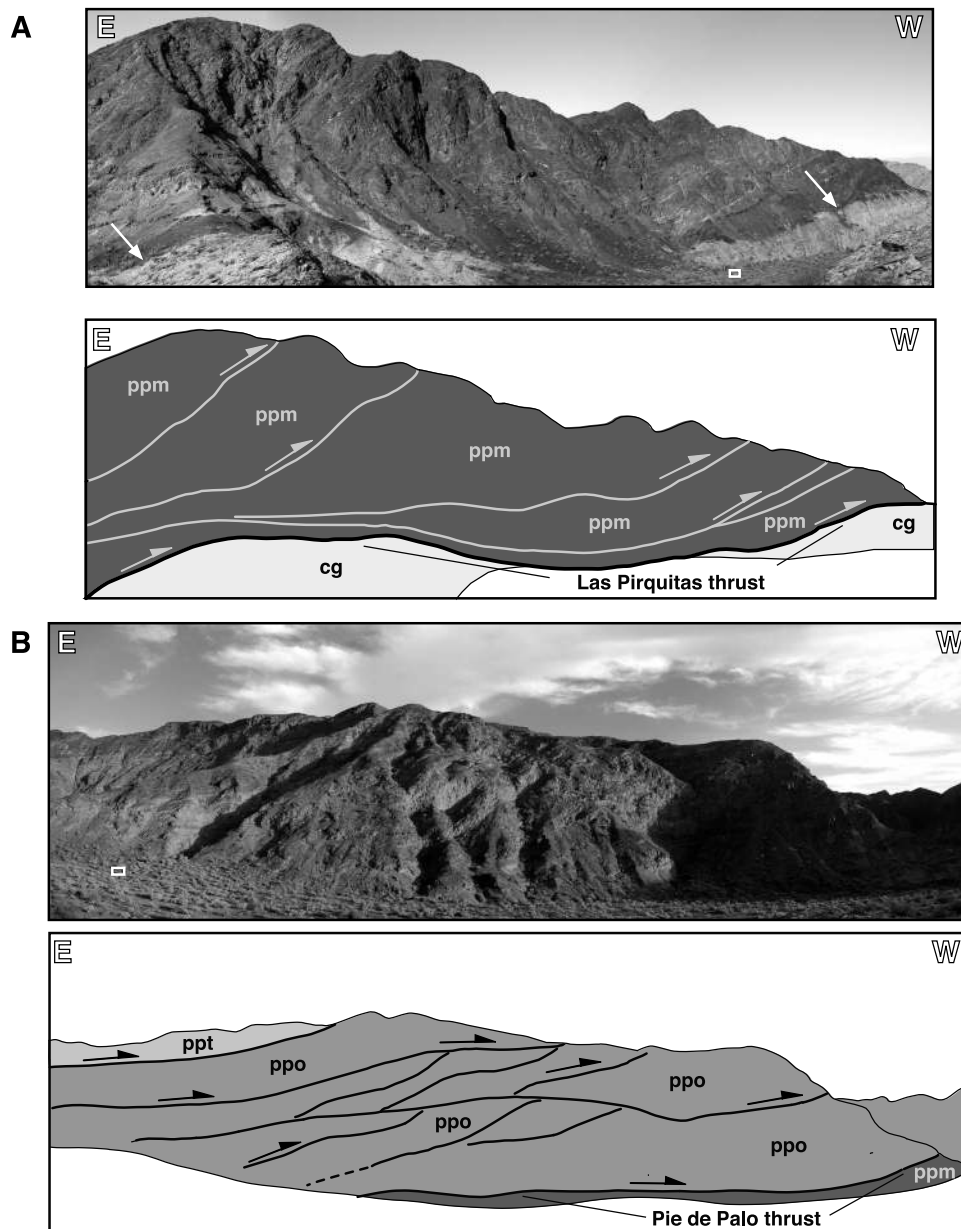 A
E W
E W
ppm
ppm
ppm
ppm
ppm
cg
cg
Las Pirquitas thrust
B
E W
E W
ppt
ppo
ppo
ppo
ppo
ppm
Pie de Palo thrust